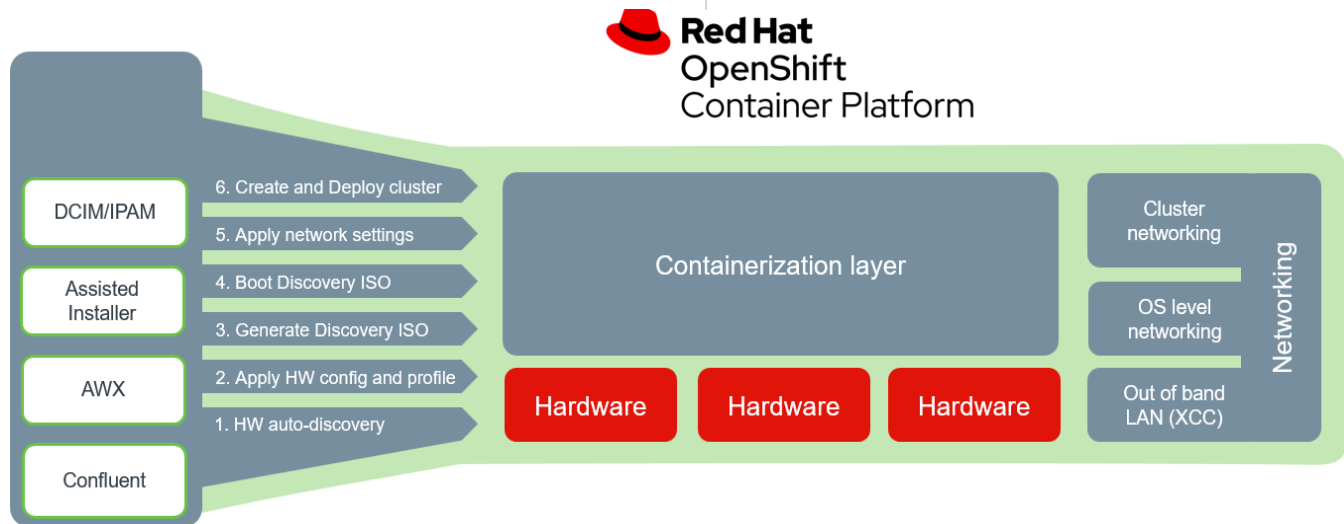 Red Hat
OpenShift
Container Platform
DCIM/IPAM
Assisted
Installer
AWX
Confluent
6. Create and Deploy cluster
5. Apply network settings
4. Boot Discovery ISO
3. Generate Discovery ISO
2. Apply HW config and profile
1. HW auto-discovery
Containerization layer
Hardware
Hardware
Hardware
Cluster
networking
OS level
networking
Out of band
LAN (XCC)
Networking